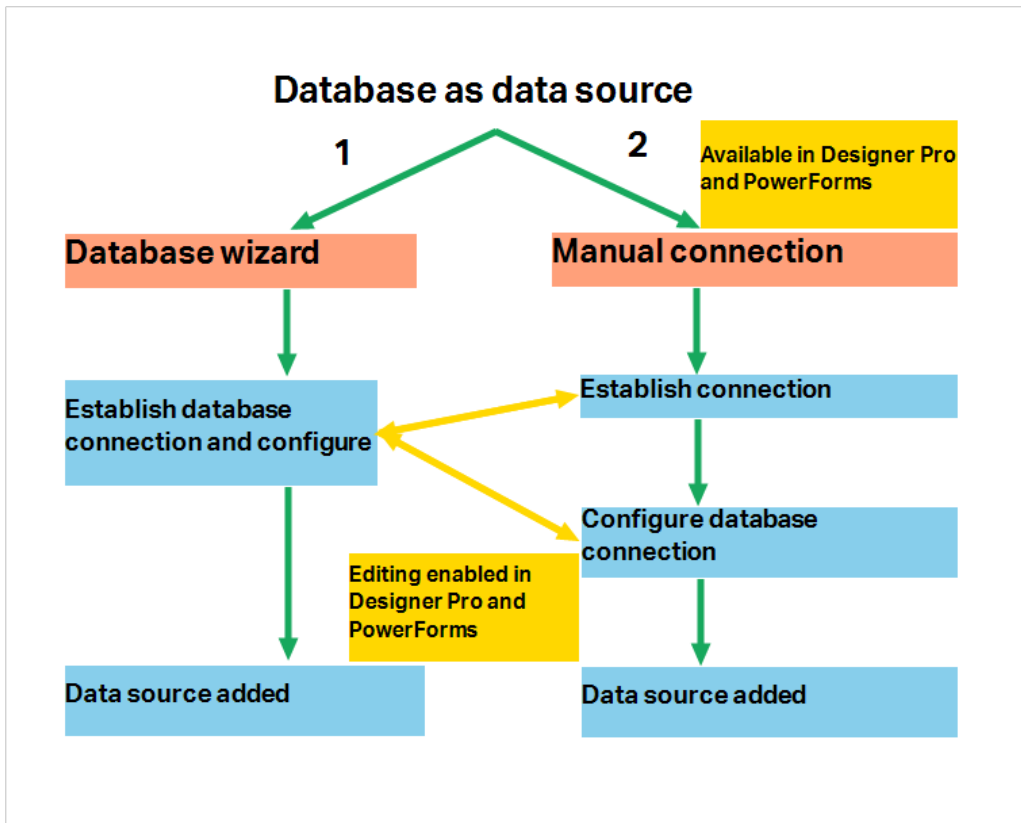 Database as data source
1
2
Available in Designer Pro
and PowerForms
Database wizard
Manual connection
Establish database
connection and configure
Establish connection
Configure database
connection
Editing enabled in
Designer Pro and
PowerForms
Data source added
Data source added